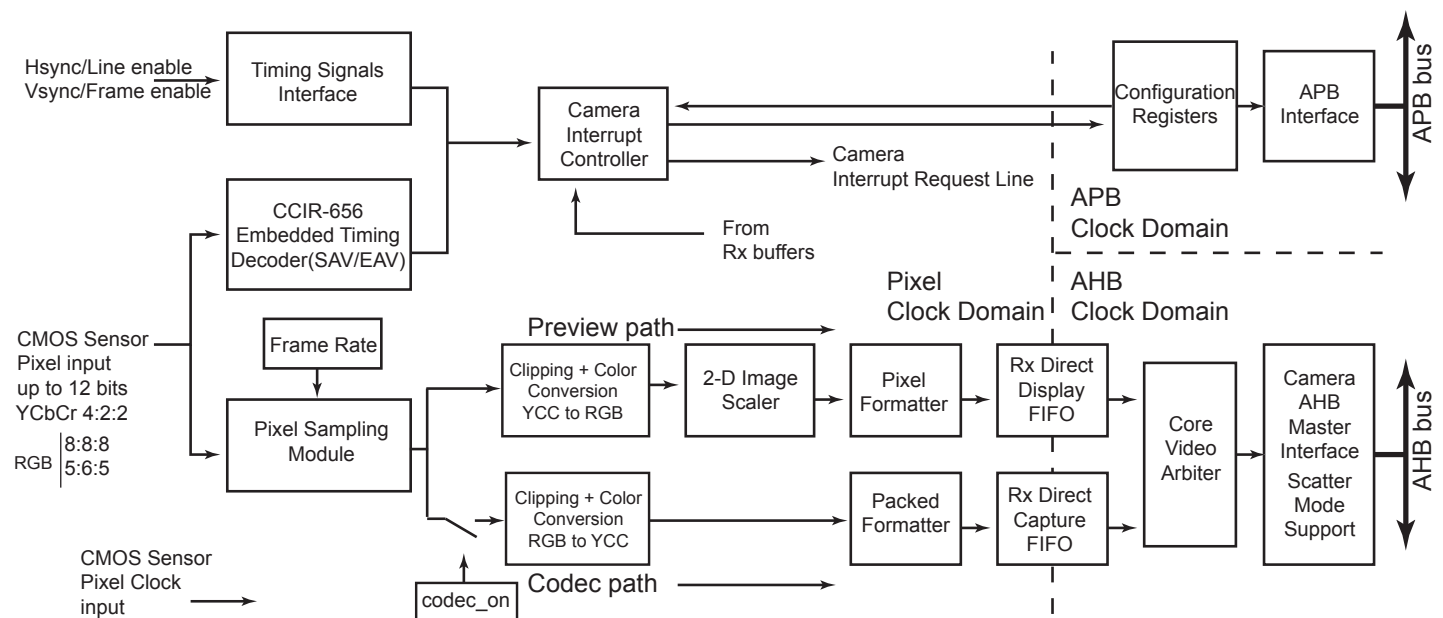 Hsync/Line enable
Vsync/Frame enable
Timing Signals
Interface
Camera
Interrupt
Controller
Configuration
Registers
APB
Interface
APB bus
Camera
Interrupt Request Line
APB
Clock Domain
CCIR-656
Embedded Timing
Decoder(SAV/EAV)
From
Rx buffers
Pixel
Clock Domain
AHB
Clock Domain
CMOS Sensor
Pixel input
up to 12 bits
YCbCr 4:2:2
RGB
8:8:8
5:6:5
Frame Rate
Pixel Sampling
Module
Preview path
Clipping + Color
Conversion
YCC to RGB
2-D Image
Scaler
Pixel
Formatter
Rx Direct
Display
FIFO
Core
Video
Arbiter
Camera
AHB
Master
Interface
Scatter
Mode
Support
AHB bus
Clipping + Color
Conversion
RGB to YCC
Packed
Formatter
Rx Direct
Capture
FIFO
Codec path
codec_on
CMOS Sensor
Pixel Clock
input